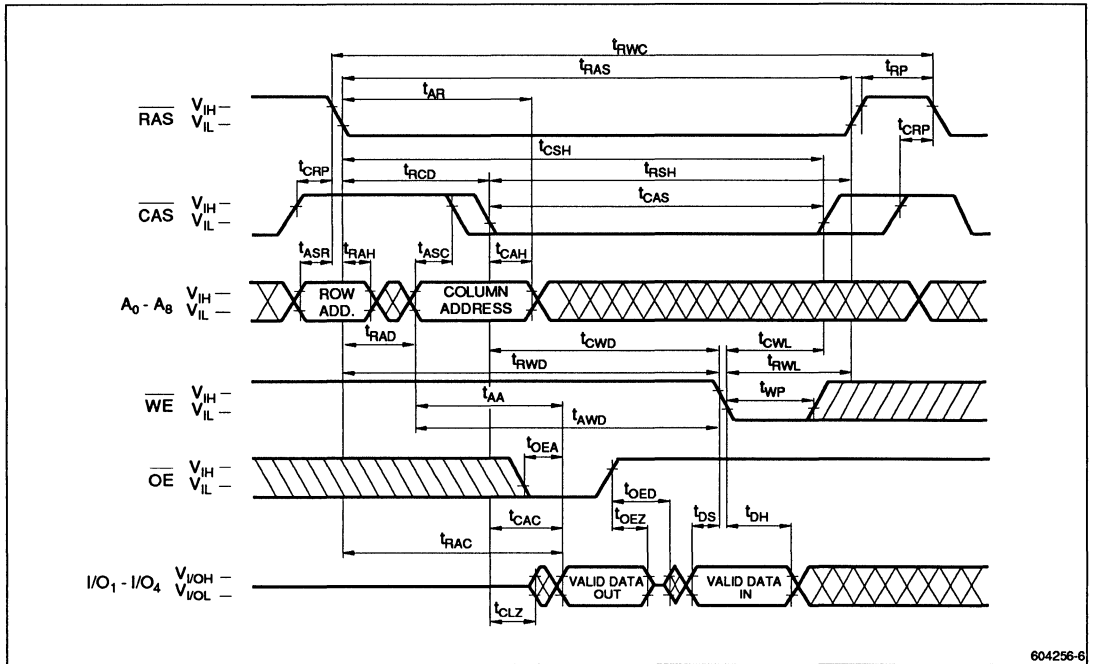 tRWC
tRAS
tRP
tAR
RAS VIH
VIL
tCRP
tCSH
tCRP
tRCD
tRSH
tCAS
CAS VIH
VIL
tASR
tRAH
tASC
tCAH
A0 - A8 VIH
VIL
ROW
ADD.
COLUMN
ADDRESS
tRAD
tCWD
tCWL
tRWD
tRWL
WE VIH
VIL
tWP
tAA
tAWD
tOEA
OE VIH
VIL
tOED
tCAC
tOEZ
tDS
tDH
tRAC
I/O1 - I/O4 VI/OH
VI/OL
VALID DATA
OUT
VALID DATA
IN
tCLZ
604256-6